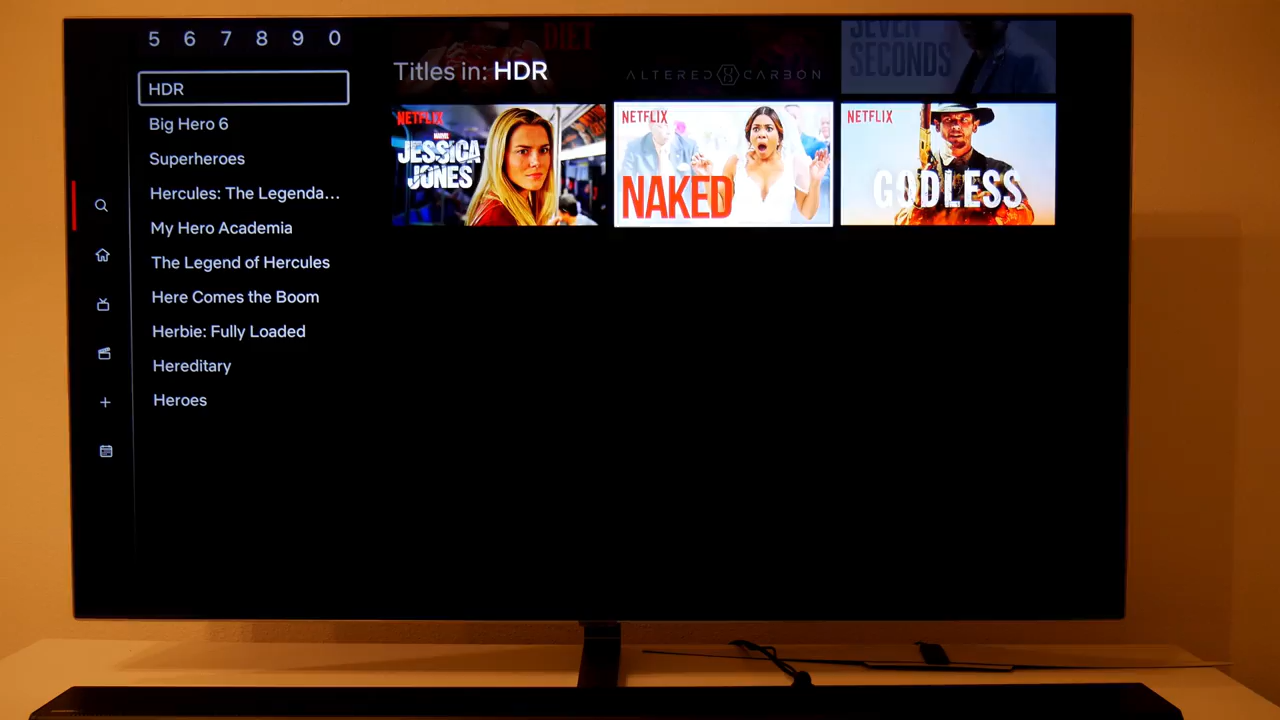 5 6 7 8 9 0
HDR
Big Hero 6
Superheroes
Hercules: The Legenda...
My Hero Academia
The Legend of Hercules
Here Comes the Boom
Herbie: Fully Loaded
Hereditary
Heroes
DIET
ALTERED CARBON
SEVEN
SECONDS
Titles in: HDR
NETFLIX
MARVEL
JESSICA
JONES
NETFLIX
NAKED
NETFLIX
GODLESS